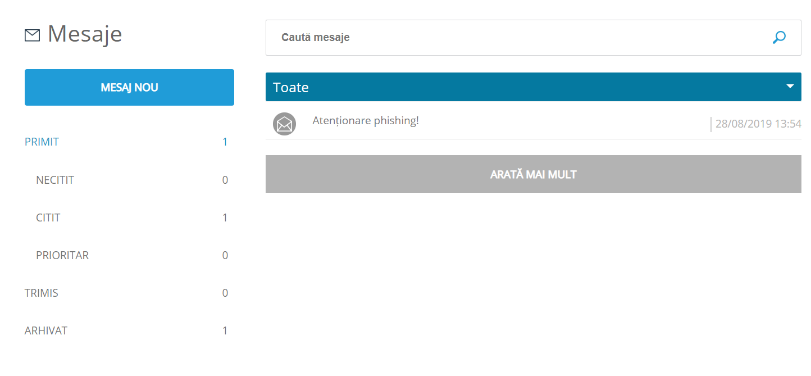 Mesaje
MESAJ NOU
PRIMIT 1
NECITIT 0
CITIT 1
PRIORITAR 0
TRIMIS 0
ARHIVAT 1
Caută mesaje
Toate
Atenționare phishing! 28/08/2019 13:54
ARATĂ MAI MULT